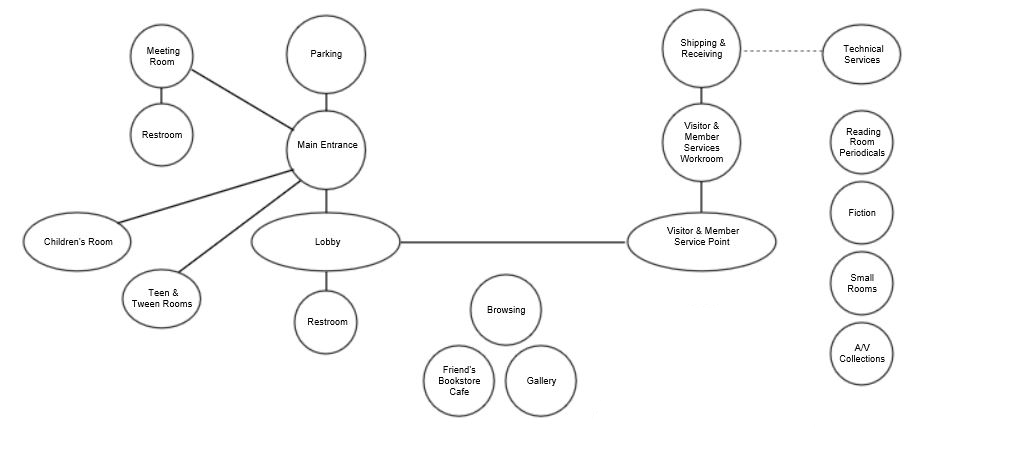 Meeting
Room
Parking
Shipping &
Receiving
Technical
Services
Restroom
Main Entrance
Visitor &
Member
Services
Workroom
Reading
Room
Periodicals
Children's Room
Lobby
Visitor & Member
Service Point
Fiction
Teen &
Tween Rooms
Restroom
Browsing
Small
Rooms
Friend's
Bookstore
Cafe
Gallery
A/V
Collections